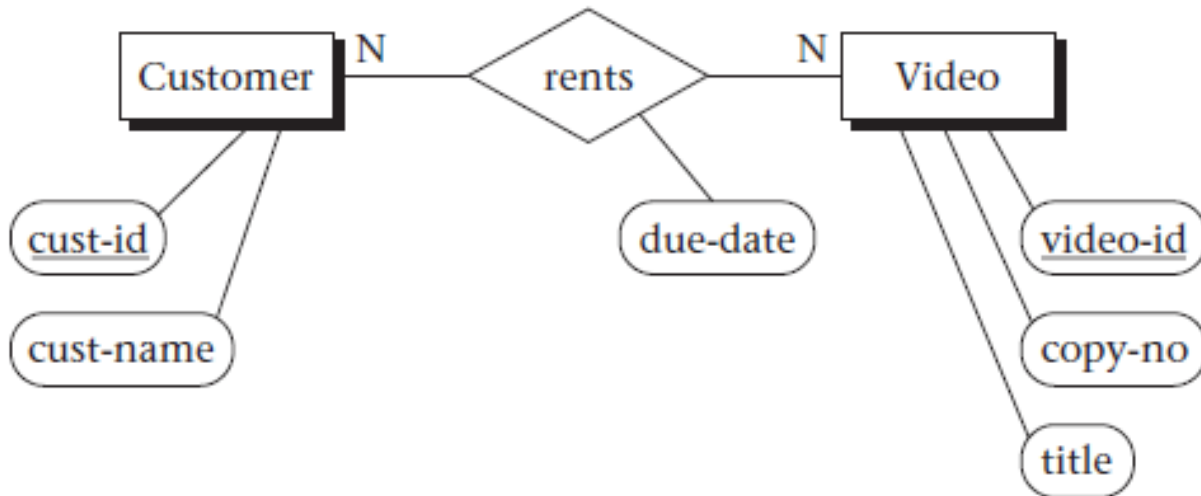 Customer
N
rents
N
Video
cust-id
due-date
video-id
cust-name
copy-no
title